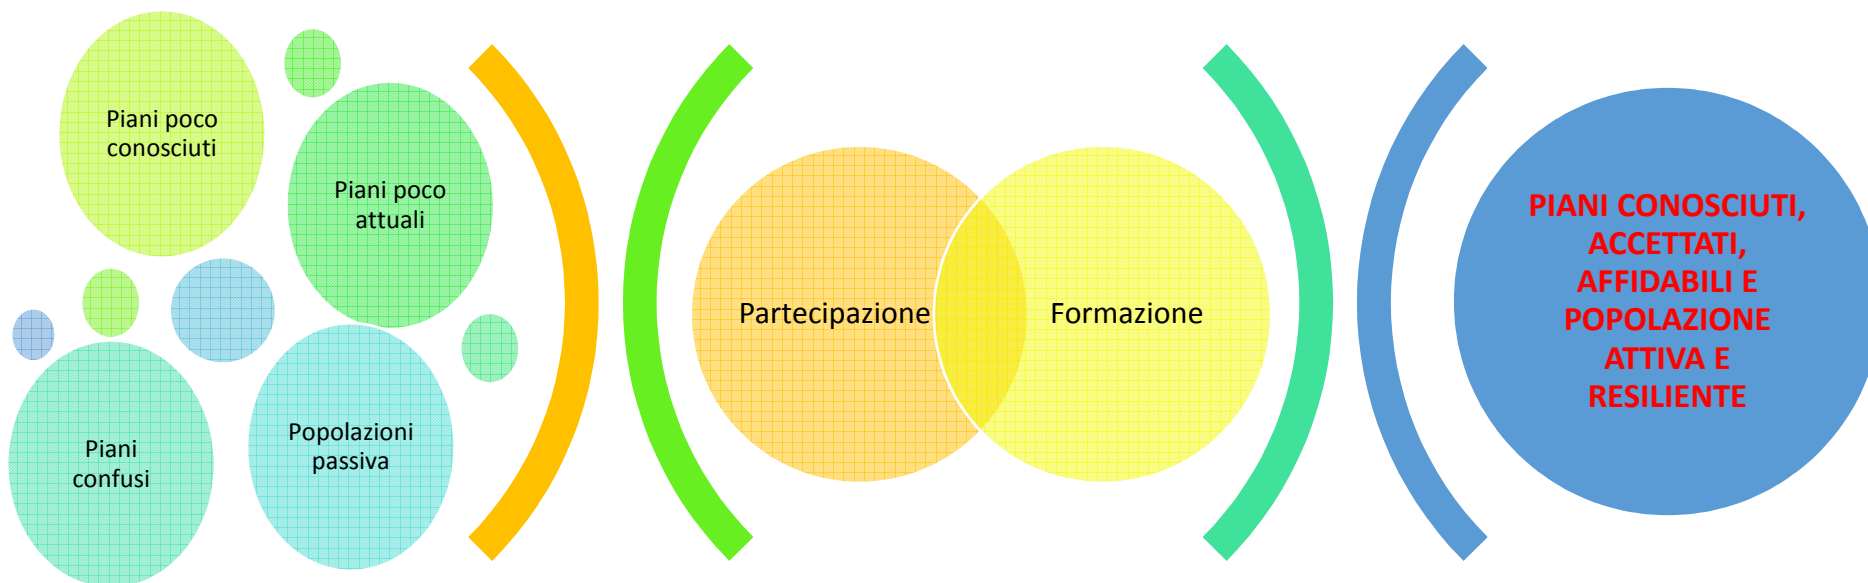 Piani poco
conosciuti
Piani poco
attuali
Piani
confusi
Popolazioni
passiva
Partecipazione
Formazione
PIANI CONOSCIUTI,
ACCETTATI,
AFFIDABILI E
POPOLAZIONE
ATTIVA E
RESILIENTE